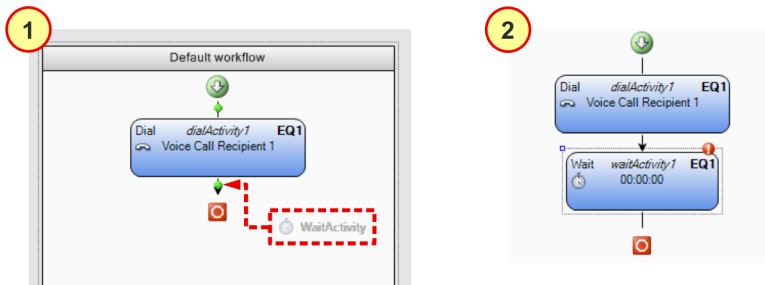 1
Default workflow
Dial dialActivity1 EQ1
Voice Call Recipient 1
WaitActivity
2
Dial dialActivity1 EQ1
Voice Call Recipient 1
Wait waitActivity1 EQ1
00:00:00